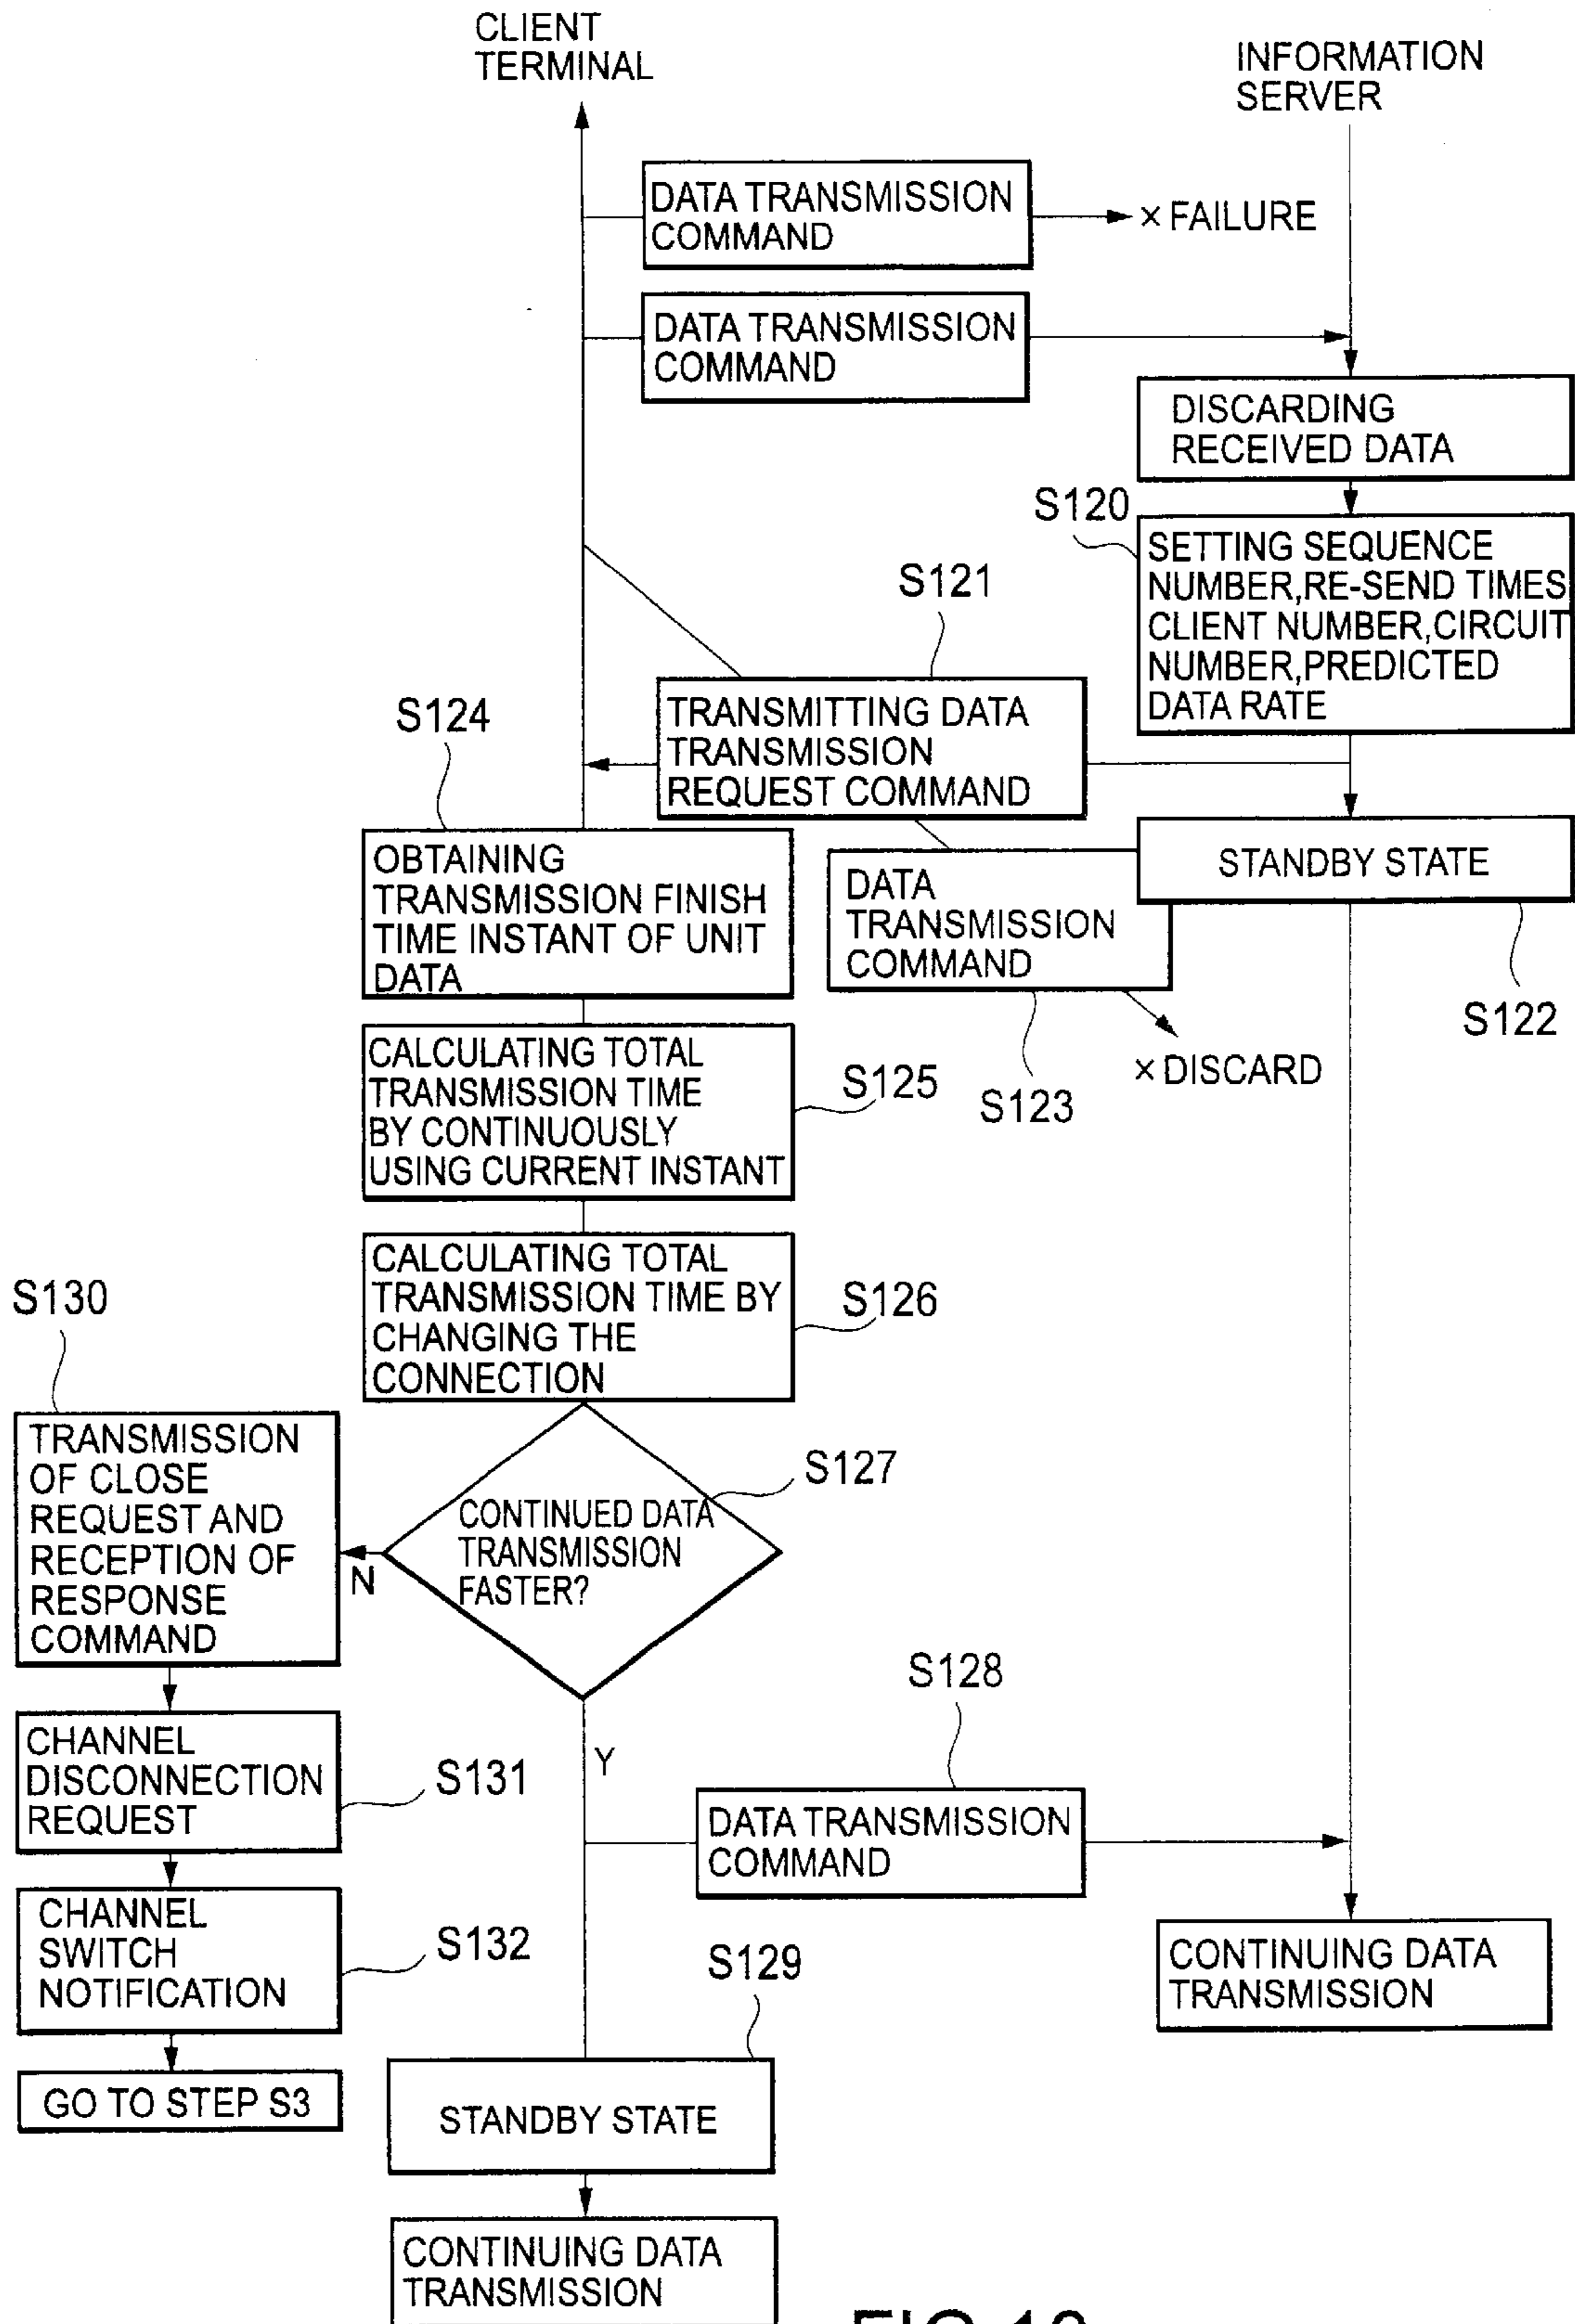 CLIENT
TERMINAL
INFORMATION
SERVER
DATA TRANSMISSION
COMMAND
× FAILURE
DATA TRANSMISSION
COMMAND
DISCARDING
RECEIVED DATA
S120
SETTING SEQUENCE
NUMBER,RE-SEND TIMES
CLIENT NUMBER,CIRCUIT
NUMBER,PREDICTED
DATA RATE
S121
TRANSMITTING DATA
TRANSMISSION
REQUEST COMMAND
S124
OBTAINING
TRANSMISSION FINISH
TIME INSTANT OF UNIT
DATA
STANDBY STATE
S122
DATA
TRANSMISSION
COMMAND
S123
× DISCARD
CALCULATING TOTAL
TRANSMISSION TIME
BY CONTINUOUSLY
USING CURRENT INSTANT
S125
CALCULATING TOTAL
TRANSMISSION TIME BY
CHANGING THE
CONNECTION
S126
S130
TRANSMISSION
OF CLOSE
REQUEST AND
RECEPTION OF
RESPONSE
COMMAND
N
CONTINUED DATA
TRANSMISSION
FASTER?
S127
Y
S128
DATA TRANSMISSION
COMMAND
CHANNEL
DISCONNECTION
REQUEST
S131
CHANNEL
SWITCH
NOTIFICATION
S132
GO TO STEP S3
S129
STANDBY STATE
CONTINUING DATA
TRANSMISSION
CONTINUING DATA
TRANSMISSION